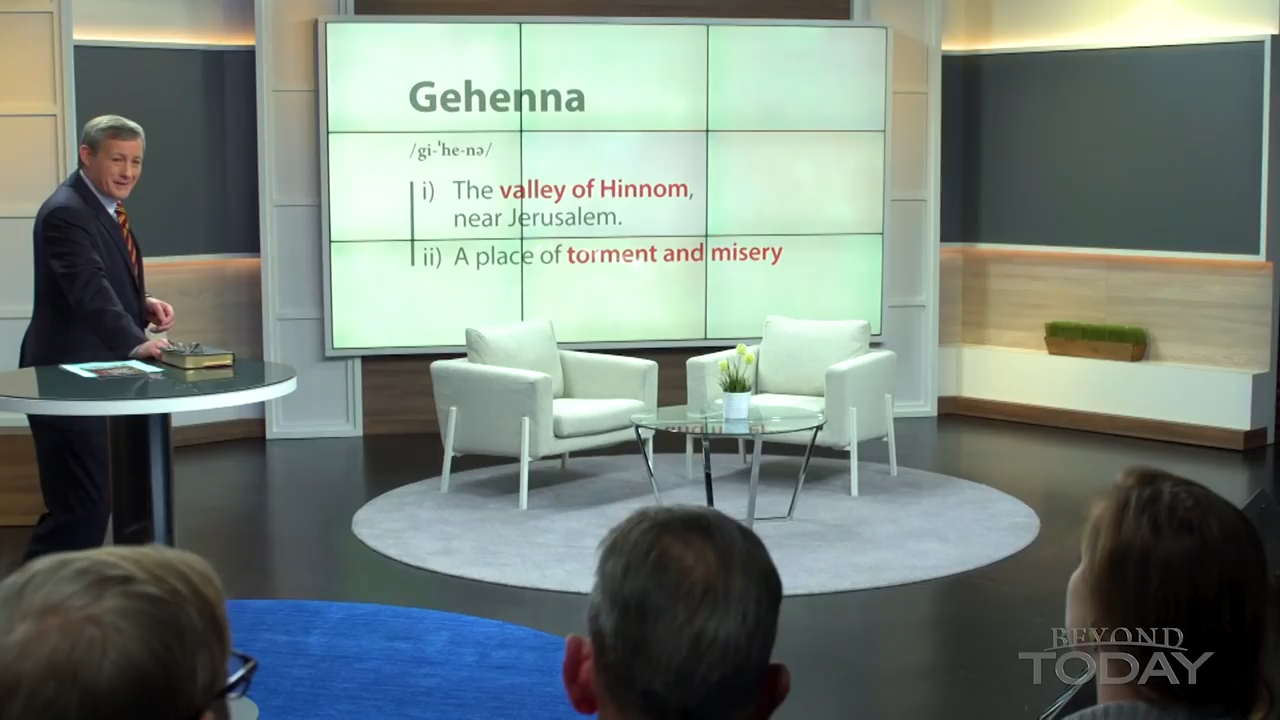 Gehenna
/gi-ˈhe-nə/
i) The valley of Hinnom,
near Jerusalem.
ii) A place of torment and misery
BEYOND
TODAY